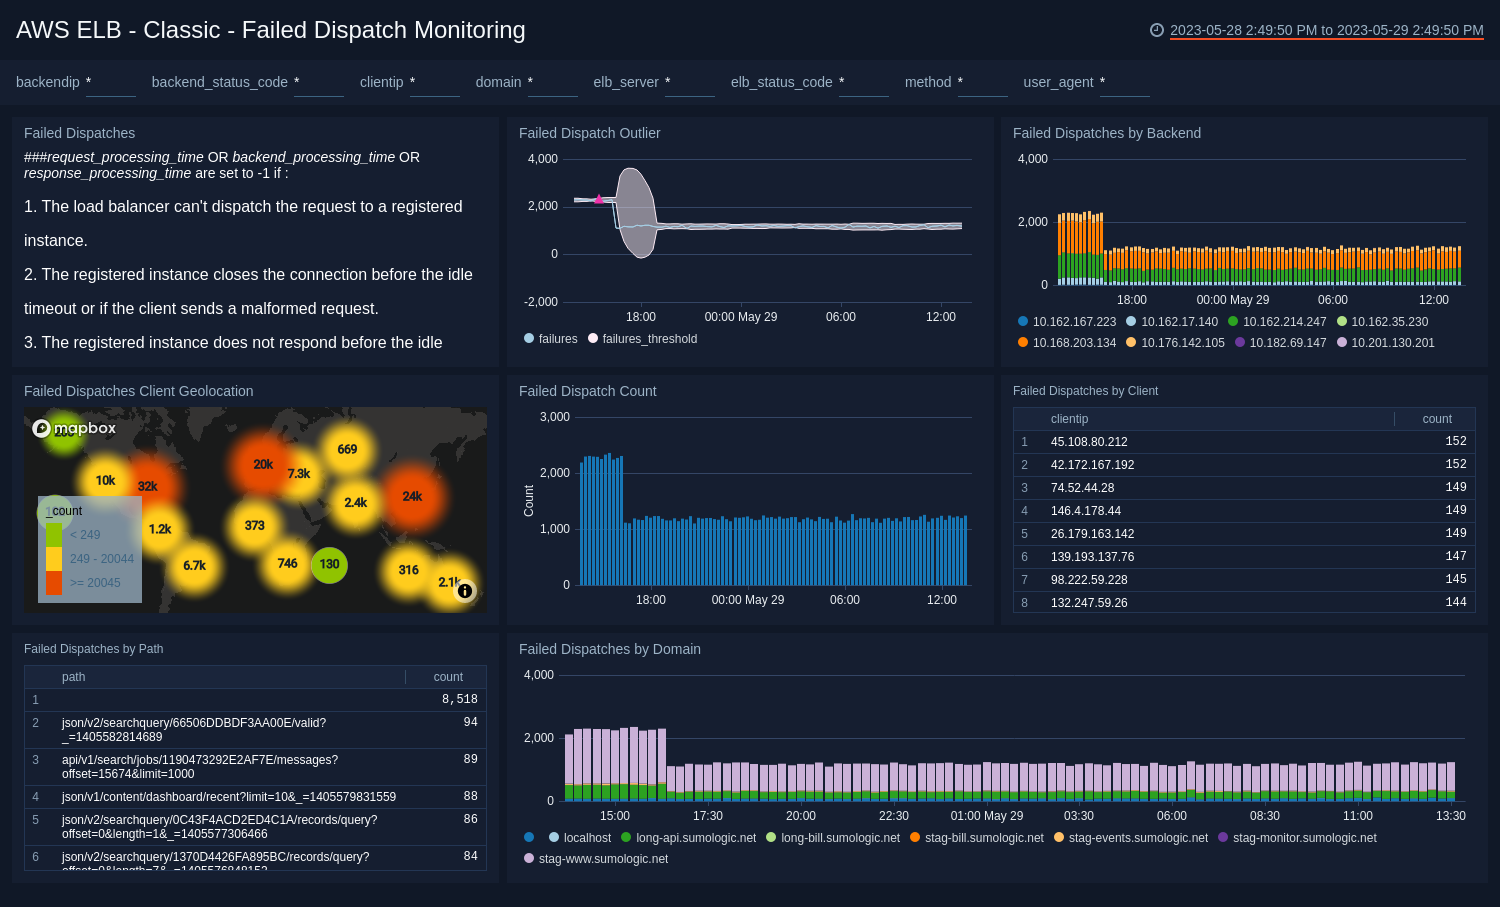 AWS ELB - Classic - Failed Dispatch Monitoring
2023-05-28 2:49:50 PM to 2023-05-29 2:49:50 PM
backendip *
backend_status_code *
clientip *
domain *
elb_server *
elb_status_code *
method *
user_agent *
Failed Dispatches
###request_processing_time OR backend_processing_time OR
response_processing_time are set to -1 if :
1. The load balancer can't dispatch the request to a registered
instance.
2. The registered instance closes the connection before the idle
timeout or if the client sends a malformed request.
3. The registered instance does not respond before the idle
Failed Dispatch Outlier
4,000
2,000
0
-2,000
18:00
00:00 May 29
06:00
12:00
failures
failures_threshold
Failed Dispatches by Backend
4,000
2,000
0
18:00
00:00 May 29
06:00
12:00
10.162.167.223
10.162.17.140
10.162.214.247
10.162.35.230
10.168.203.134
10.176.142.105
10.182.69.147
10.201.130.201
Failed Dispatches Client Geolocation
mapbox
669
20k
7.3k
10k
32k
2.4k
24k
373
1.2k
746
130
6.7k
316
2.1k
_count
< 249
249 - 20044
>= 20045
Failed Dispatch Count
3,000
2,000
1,000
0
Count
18:00
00:00 May 29
06:00
12:00
Failed Dispatches by Client
clientip count
1 45.108.80.212 152
2 42.172.167.192 152
3 74.52.44.28 149
4 146.4.178.44 149
5 26.179.163.142 149
6 139.193.137.76 147
7 98.222.59.228 145
8 132.247.59.26 144
Failed Dispatches by Path
path count
1 8,518
2 json/v2/searchquery/66506DDBDF3AA00E/valid? 94
_=1405582814689
3 api/v1/search/jobs/1190473292E2AF7E/messages? 89
offset=15674&limit=1000
4 json/v1/content/dashboard/recent?limit=10&_=1405579831559 88
5 json/v2/searchquery/0C43F4ACD2ED4C1A/records/query? 86
offset=0&length=1&_=1405577306466
6 json/v2/searchquery/1370D4426FA895BC/records/query? 84
Failed Dispatches by Domain
4,000
2,000
0
15:00
17:30
20:00
22:30
01:00 May 29
03:30
06:00
08:30
11:00
13:30
localhost
long-api.sumologic.net
long-bill.sumologic.net
stag-bill.sumologic.net
stag-events.sumologic.net
stag-monitor.sumologic.net
stag-www.sumologic.net